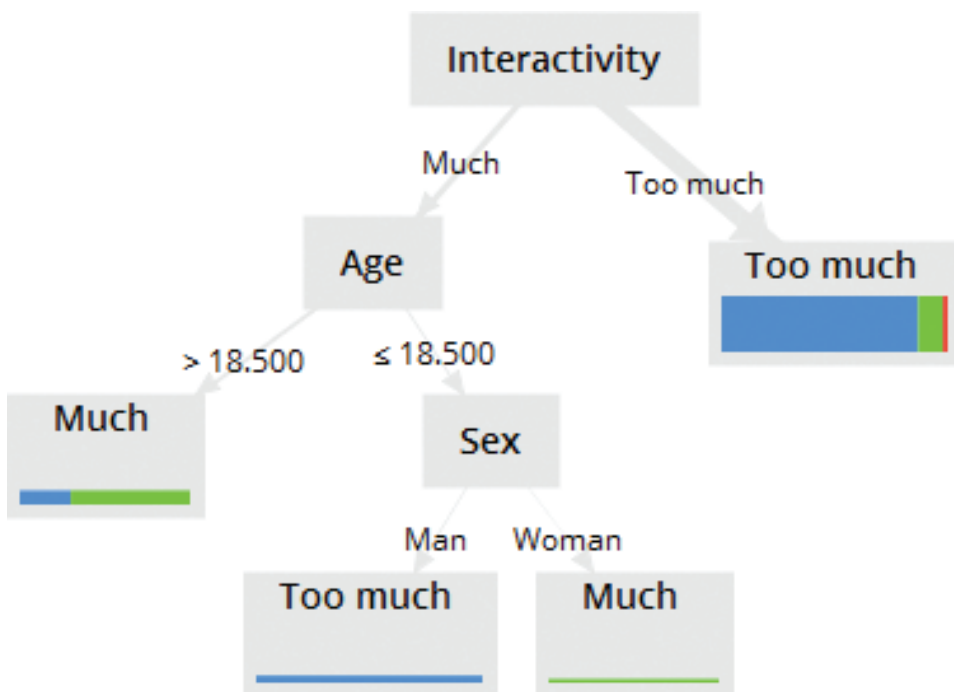 Interactivity
Much
Too much
Age
Too much
> 18.500
≤ 18.500
Much
Sex
Man
Woman
Too much
Much